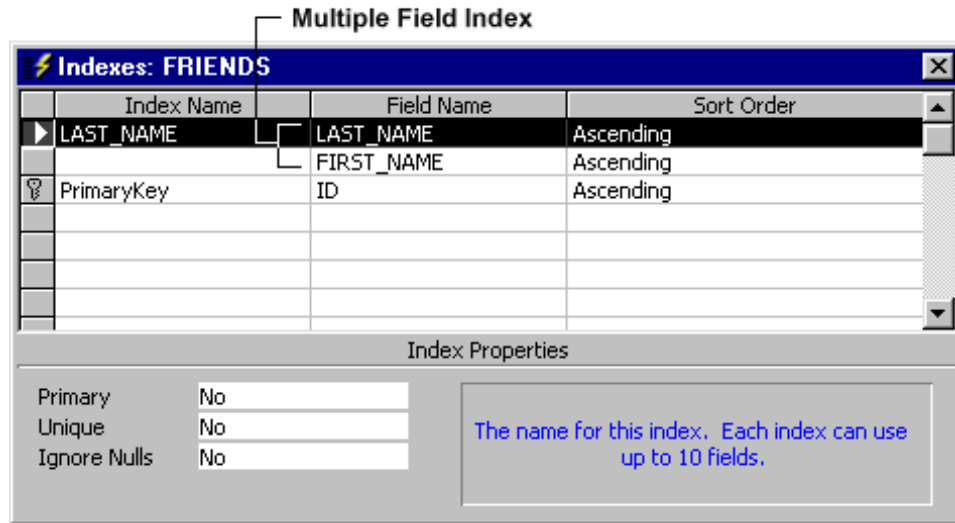 Multiple Field Index
Indexes: FRIENDS
Index Name Field Name Sort Order
LAST_NAME LAST_NAME Ascending
FIRST_NAME Ascending
PrimaryKey ID Ascending
Index Properties
Primary No
Unique No
Ignore Nulls No
The name for this index. Each index can use
up to 10 fields.